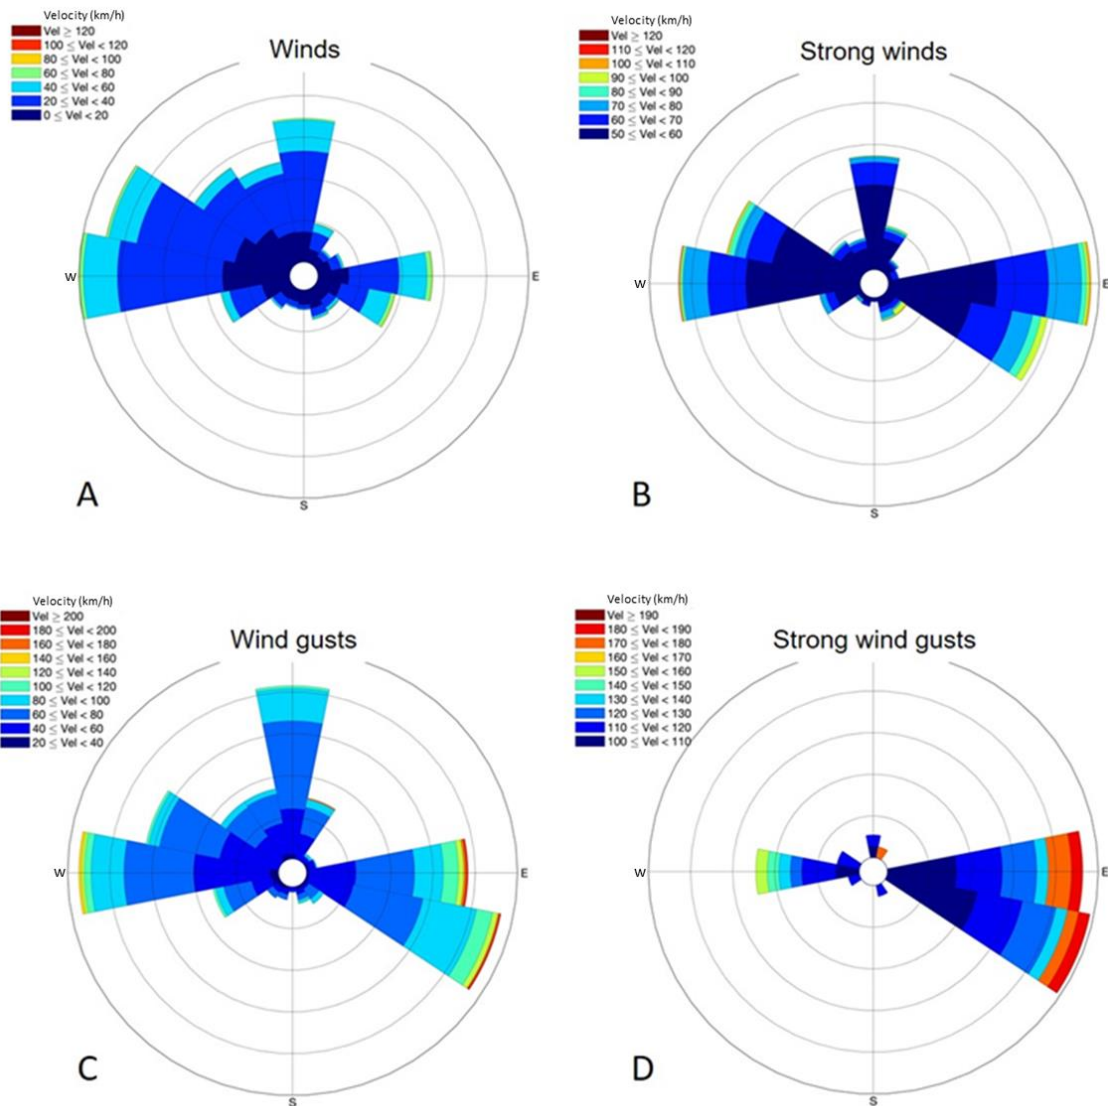 Velocity (km/h)
Vel ≥ 120
100 ≤ Vel < 120
80 ≤ Vel < 100
60 ≤ Vel < 80
40 ≤ Vel < 60
20 ≤ Vel < 40
0 ≤ Vel < 20
Winds
W
E
S
A
Velocity (km/h)
Vel ≥ 120
110 ≤ Vel < 120
100 ≤ Vel < 110
90 ≤ Vel < 100
80 ≤ Vel < 90
70 ≤ Vel < 80
60 ≤ Vel < 70
50 ≤ Vel < 60
Strong winds
W
E
S
B
Velocity (km/h)
Vel ≥ 200
180 ≤ Vel < 200
160 ≤ Vel < 180
140 ≤ Vel < 160
120 ≤ Vel < 140
100 ≤ Vel < 120
80 ≤ Vel < 100
60 ≤ Vel < 80
40 ≤ Vel < 60
20 ≤ Vel < 40
Wind gusts
W
E
S
C
Velocity (km/h)
Vel ≥ 190
180 ≤ Vel < 190
170 ≤ Vel < 180
160 ≤ Vel < 170
150 ≤ Vel < 160
140 ≤ Vel < 150
130 ≤ Vel < 140
120 ≤ Vel < 130
110 ≤ Vel < 120
100 ≤ Vel < 110
Strong wind gusts
W
E
S
D